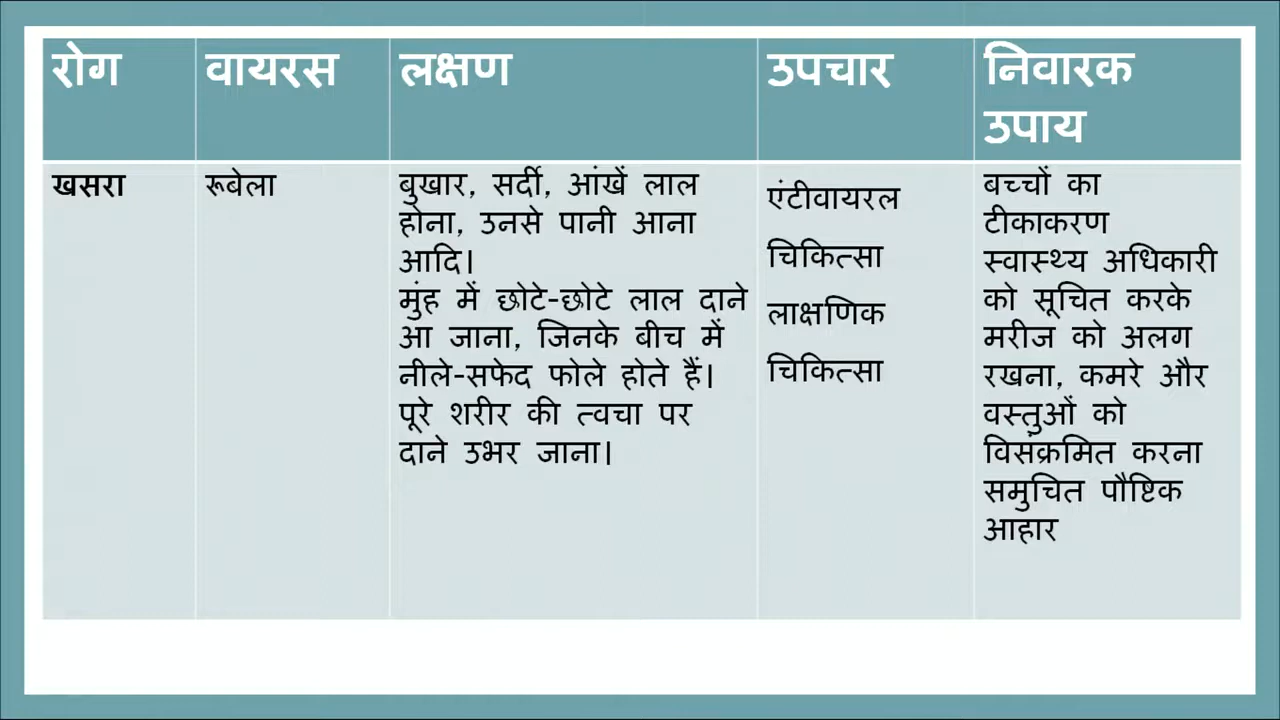 रोग
वायरस
लक्षण
उपचार
निवारक
उपाय
खसरा
रूबेला
बुखार, सर्दी, आंखें लाल
होना, उनसे पानी आना
आदि।
मुंह में छोटे-छोटे लाल दाने
आ जाना, जिनके बीच में
नीले-सफेद फोले होते हैं।
पूरे शरीर की त्वचा पर
दाने उभर जाना।
एंटीवायरल
चिकित्सा
लाक्षणिक
चिकित्सा
बच्चों का
टीकाकरण
स्वास्थ्य अधिकारी
को सूचित करके
मरीज को अलग
रखना, कमरे और
वस्तुओं को
विसंक्रमित करना
समुचित पौष्टिक
आहार